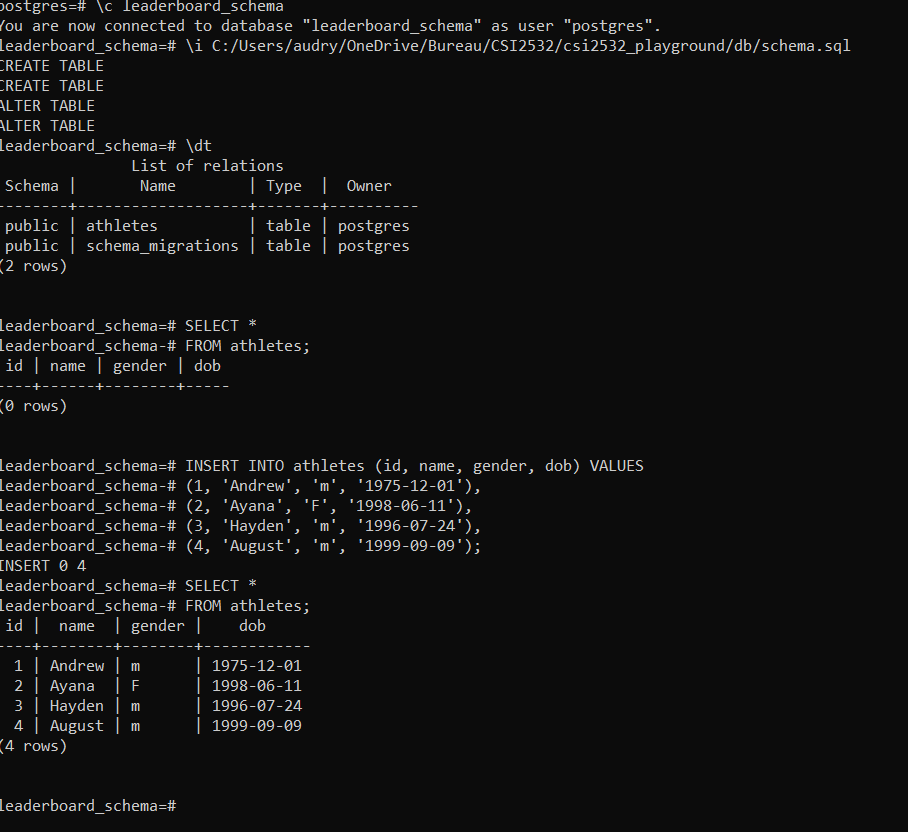 postgres=# \c leaderboard_schema
You are now connected to database "leaderboard_schema" as user "postgres".
leaderboard_schema=# \i C:/Users/audry/OneDrive/Bureau/CSI2532/csi2532_playground/db/schema.sql
CREATE TABLE
CREATE TABLE
ALTER TABLE
ALTER TABLE
leaderboard_schema=# \dt
               List of relations
 Schema |       Name        | Type  |  Owner
--------+-------------------+-------+----------
 public | athletes          | table | postgres
 public | schema_migrations | table | postgres
(2 rows)
leaderboard_schema=# SELECT *
leaderboard_schema-# FROM athletes;
 id | name | gender | dob
----+------+--------+-----
(0 rows)
leaderboard_schema=# INSERT INTO athletes (id, name, gender, dob) VALUES
leaderboard_schema-# (1, 'Andrew', 'm', '1975-12-01'),
leaderboard_schema-# (2, 'Ayana', 'F', '1998-06-11'),
leaderboard_schema-# (3, 'Hayden', 'm', '1996-07-24'),
leaderboard_schema-# (4, 'August', 'm', '1999-09-09');
INSERT 0 4
leaderboard_schema=# SELECT *
leaderboard_schema-# FROM athletes;
 id |  name  | gender |    dob
----+--------+--------+------------
  1 | Andrew | m      | 1975-12-01
  2 | Ayana  | F      | 1998-06-11
  3 | Hayden | m      | 1996-07-24
  4 | August | m      | 1999-09-09
(4 rows)
leaderboard_schema=#